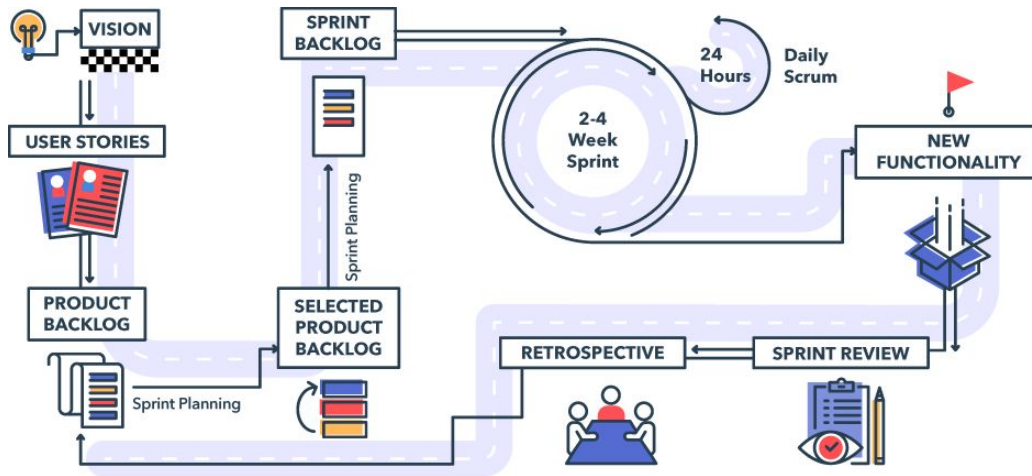 VISION
USER STORIES
PRODUCT
BACKLOG
Sprint Planning
SELECTED
PRODUCT
BACKLOG
Sprint Planning
SPRINT
BACKLOG
2-4
Week
Sprint
24
Hours
Daily
Scrum
NEW
FUNCTIONALITY
SPRINT REVIEW
RETROSPECTIVE